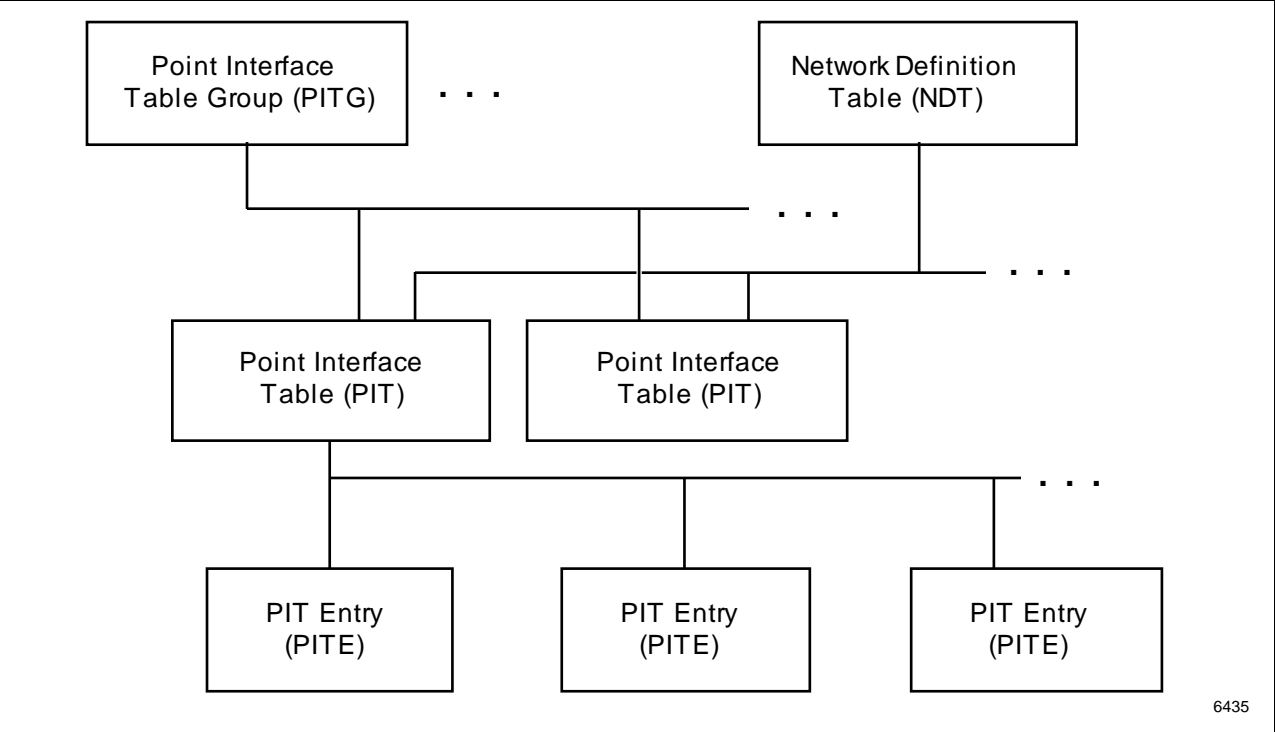 Point Interface
Table Group (PITG)
. . .
Network Definition
Table (NDT)
. . .
. . .
Point Interface
Table (PIT)
Point Interface
Table (PIT)
. . .
PIT Entry
(PITE)
PIT Entry
(PITE)
PIT Entry
(PITE)
6435